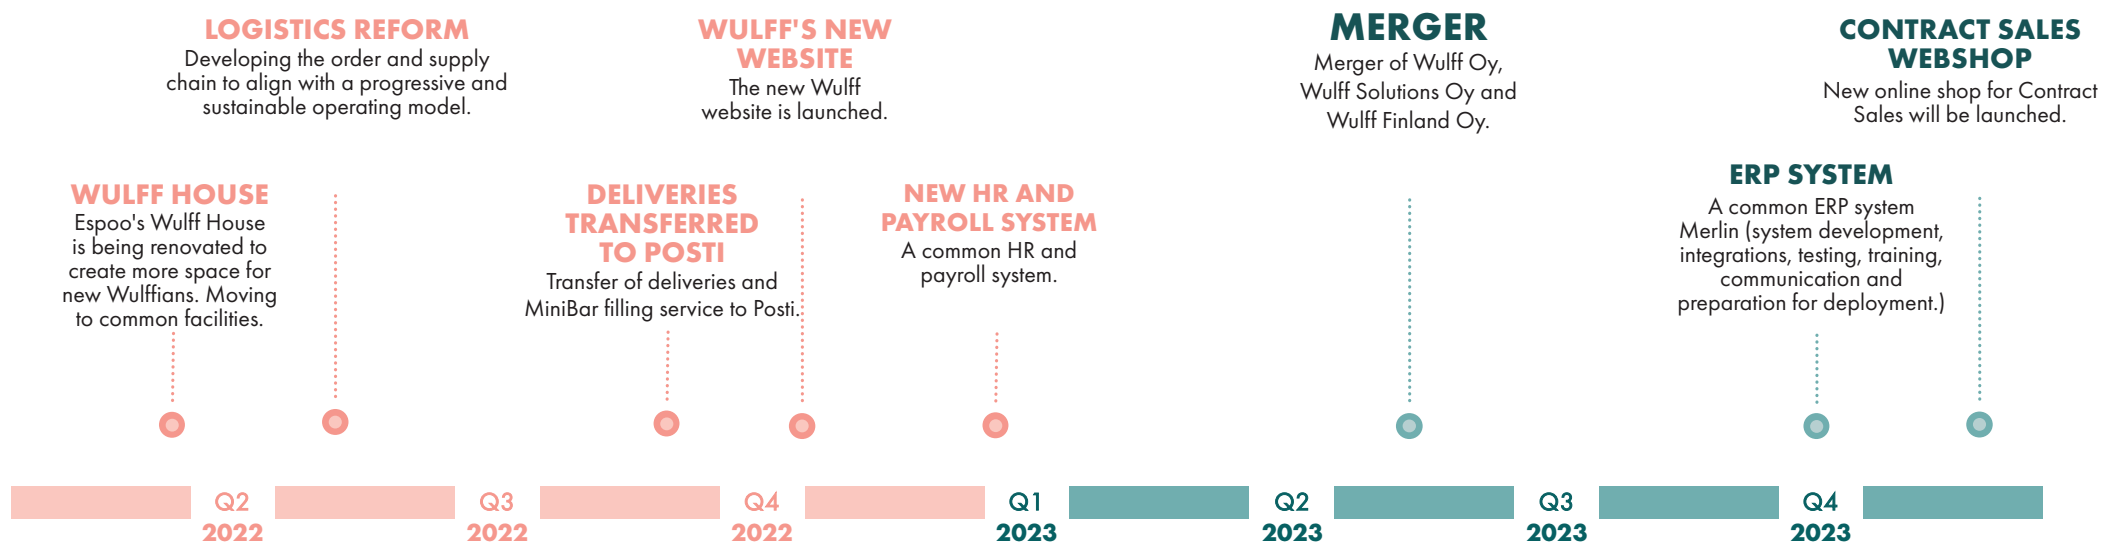 LOGISTICS REFORM
Developing the order and supply
chain to align with a progressive and
sustainable operating model.
WULFF'S NEW
WEBSITE
The new Wulff
website is launched.
MERGER
Merger of Wulff Oy,
Wulff Solutions Oy and
Wulff Finland Oy.
CONTRACT SALES
WEBSHOP
New online shop for Contract
Sales will be launched.
WULFF HOUSE
Espoo's Wulff House
is being renovated to
create more space for
new Wulffians. Moving
to common facilities.
DELIVERIES
TRANSFERRED
TO POSTI
Transfer of deliveries and
MiniBar filling service to Posti.
NEW HR AND
PAYROLL SYSTEM
A common HR and
payroll system.
ERP SYSTEM
A common ERP system
Merlin (system development,
integrations, testing, training,
communication and
preparation for deployment.)
Q2
2022
Q3
2022
Q4
2022
Q1
2023
Q2
2023
Q3
2023
Q4
2023